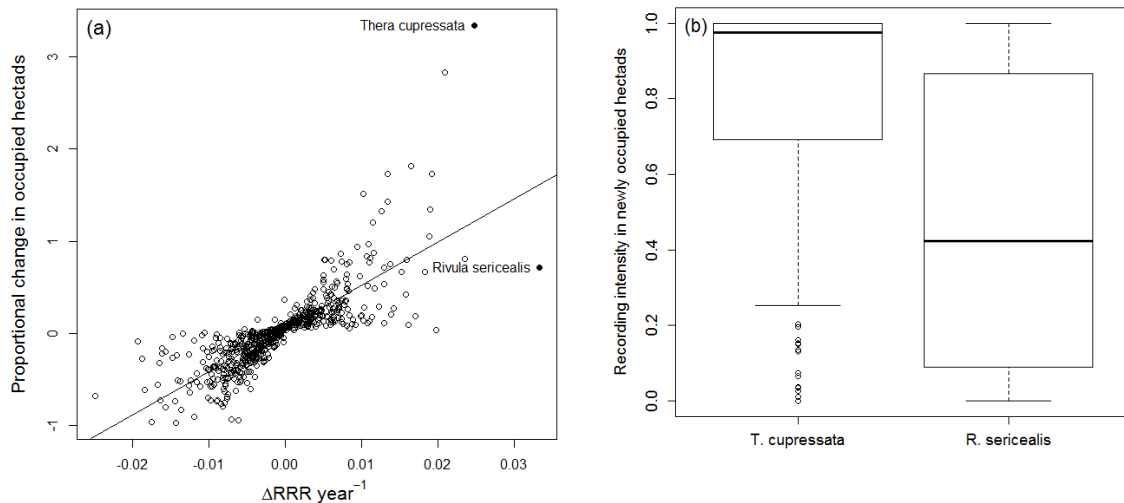 (a)
Thera cupressata
Rivula sericealis
Proportional change in occupied hectads
3
2
1
0
-1
-0.02
-0.01
0.00
0.01
0.02
0.03
ΔRRR year⁻¹
(b)
Recording intensity in newly occupied hectads
1.0
0.8
0.6
0.4
0.2
0.0
T. cupressata
R. sericealis